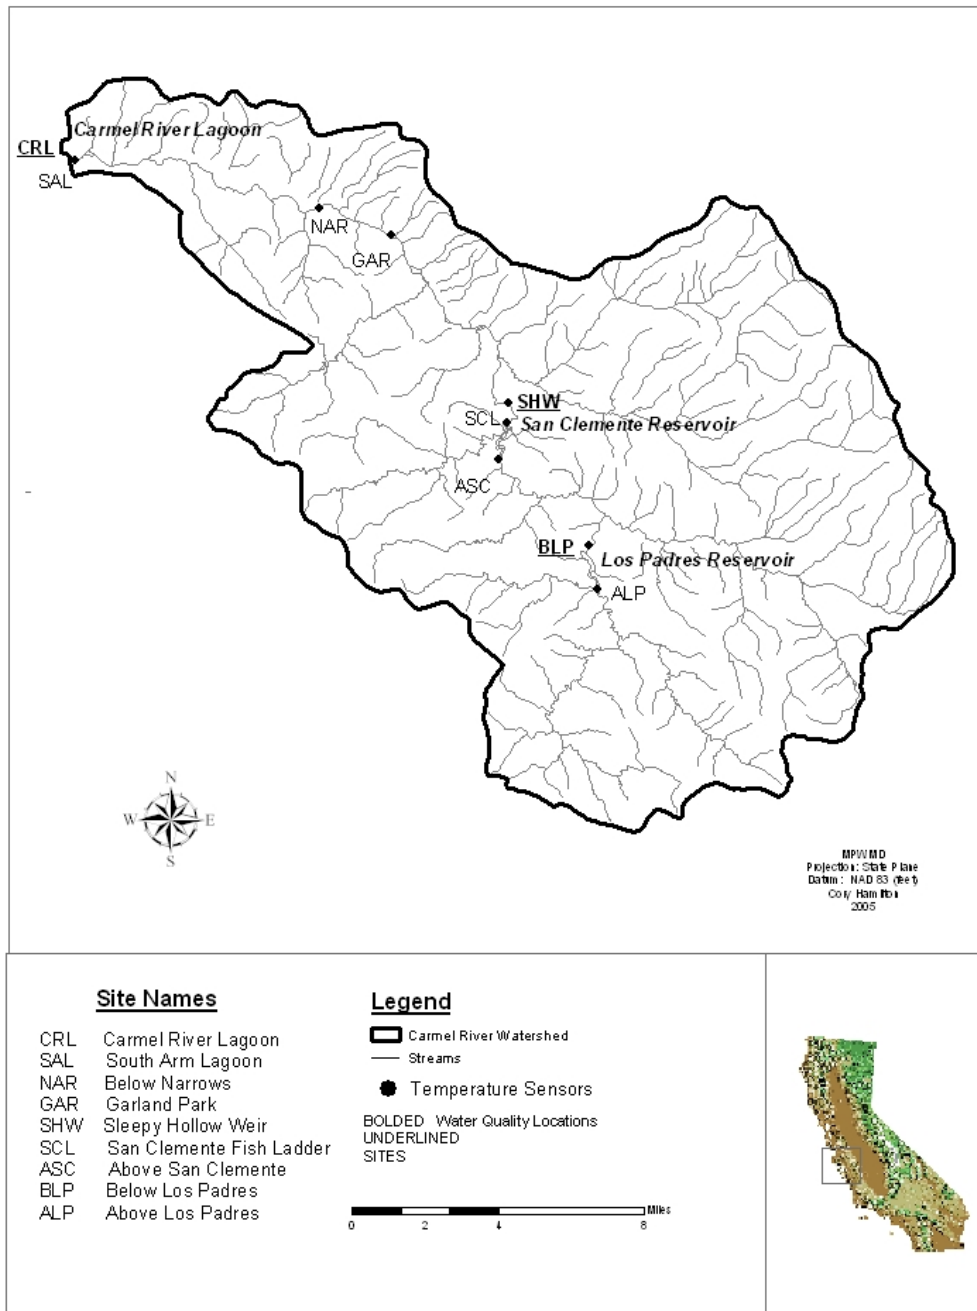 Carmel River Lagoon
CRL
SAL
NAR
GAR
SHW
SCL
San Clemente Reservoir
ASC
BLP
Los Padres Reservoir
ALP
N
W E
S
MPWMD
Projection: State Plane
Datum: NAD 83 (feet)
Cory Hamilton
2005
Site Names
CRL Carmel River Lagoon
SAL South Arm Lagoon
NAR Below Narrows
GAR Garland Park
SHW Sleepy Hollow Weir
SCL San Clemente Fish Ladder
ASC Above San Clemente
BLP Below Los Padres
ALP Above Los Padres
Legend
Carmel River Watershed
Streams
Temperature Sensors
BOLDED Water Quality Locations
UNDERLINED
SITES
Miles
0 2 4 8